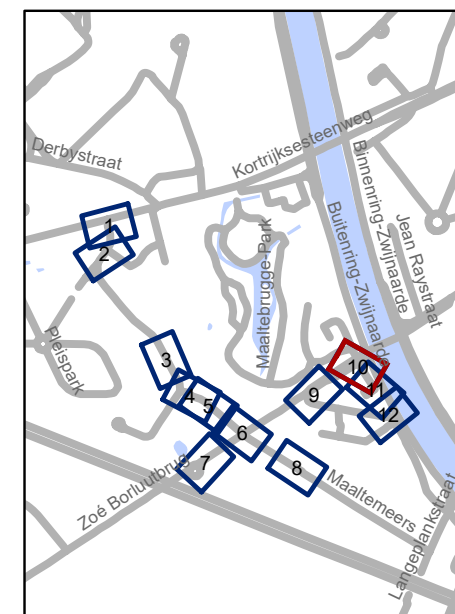 Derbystraat
Kortrijksesteenweg
Binnenring-Zwijnaarde
Jean Raystraat
Buitenring-Zwijnaarde
Maaltebrugge-Park
1
2
Pleispark
3
4
5
6
7
8
9
10
11
12
Zoé Borluutbrug
Maaltemeers
Langeplankstraat